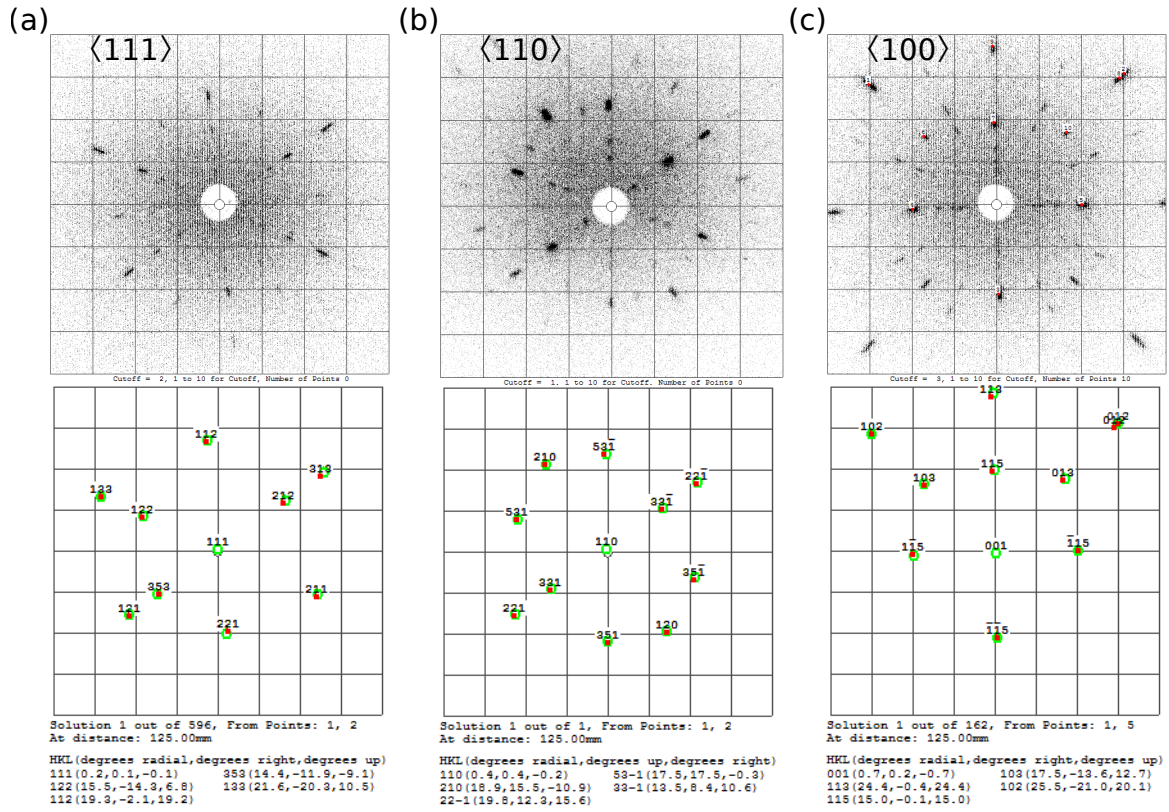 (a)
(b)
(c)
⟨111⟩
⟨110⟩
⟨100⟩
Cutoff = 2, 1 to 10 for Cutoff, Number of Points 0
Cutoff = 1. 1 to 10 for Cutoff. Number of Points 0
Cutoff = 3, 1 to 10 for Cutoff, Number of Points 10
112
313
133
212
122
111
353
211
121
221
531̅
210
221̅
331̅
531
110
351̅
331
221
120
351
113
012
102
115
103
013
11̅5
001
1̅15
1̅1̅5
Solution 1 out of 596, From Points: 1, 2
At distance: 125.00mm
HKL(degrees radial,degrees right,degrees up)
111(0.2,0.1,-0.1) 353(14.4,-11.9,-9.1)
122(15.5,-14.3,6.8) 133(21.6,-20.3,10.5)
112(19.3,-2.1,19.2)
Solution 1 out of 1, From Points: 1, 2
At distance: 125.00mm
HKL(degrees radial,degrees up,degrees right)
110(0.4,0.4,-0.2) 53-1(17.5,17.5,-0.3)
210(18.9,15.5,-10.9) 33-1(13.5,8.4,10.6)
22-1(19.8,12.3,15.6)
Solution 1 out of 162, From Points: 1, 5
At distance: 125.00mm
HKL(degrees radial,degrees right,degrees up)
001(0.7,0.2,-0.7) 103(17.5,-13.6,12.7)
113(24.4,-0.4,24.4) 102(25.5,-21.0,20.1)
115(15.0,-0.1,15.0)